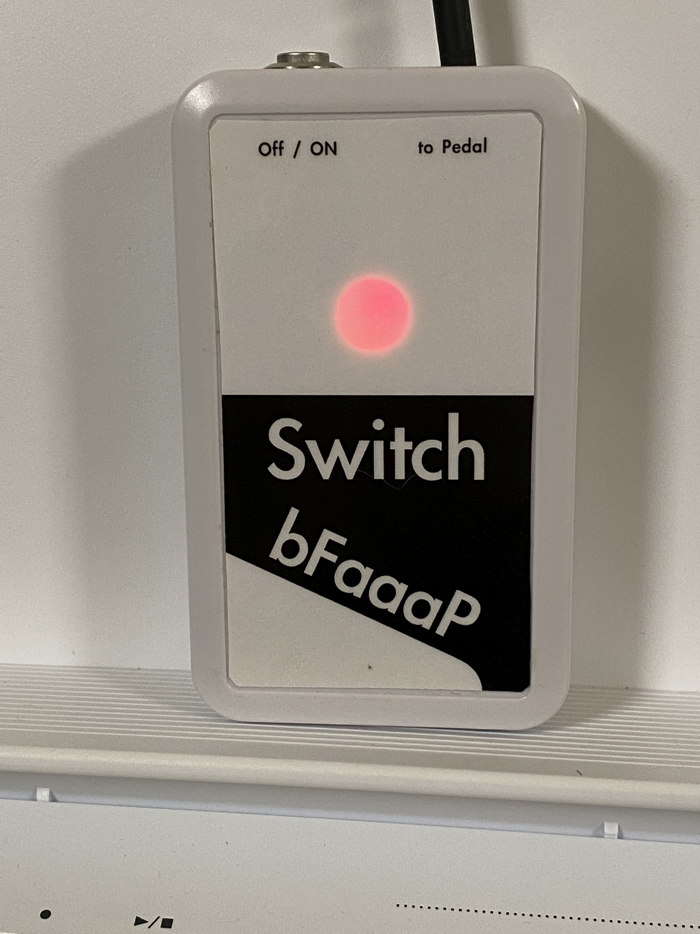 Off / ON to Pedal
Switch
bFaaaP